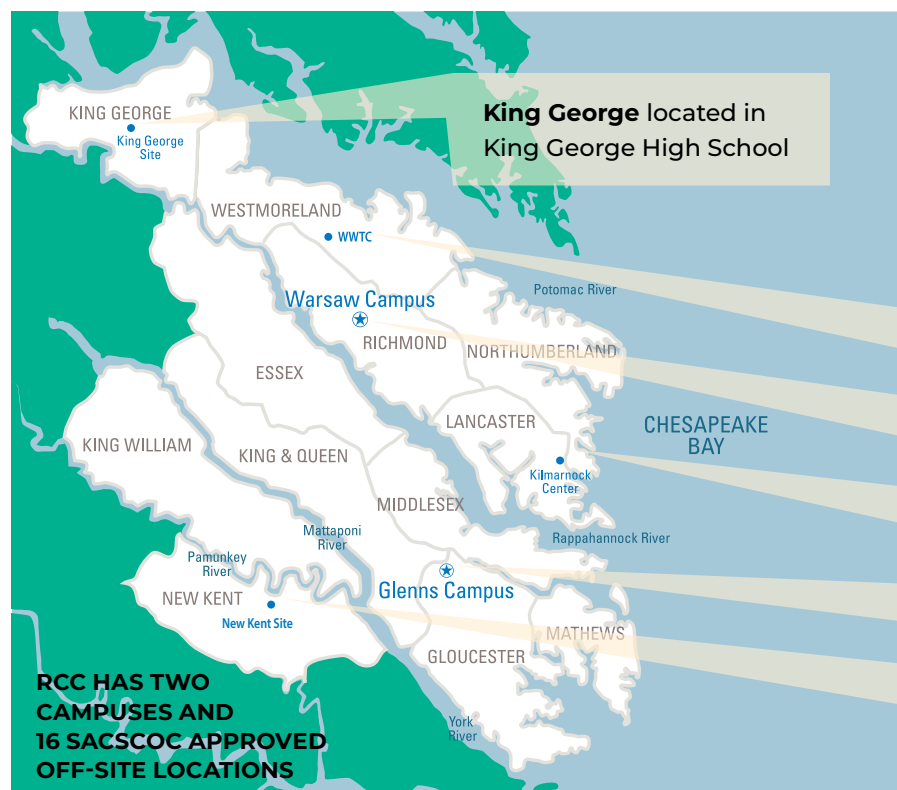 KING GEORGE
King George
Site
King George located in
King George High School
WESTMORELAND
WWTC
Potomac River
Warsaw Campus
RICHMOND
NORTHUMBERLAND
ESSEX
LANCASTER
CHESAPEAKE
BAY
KING WILLIAM
KING & QUEEN
Kilmarnock
Center
MIDDLESEX
Mattaponi
River
Rappahannock River
Pamunkey
River
Glenns Campus
NEW KENT
New Kent Site
MATHEWS
GLOUCESTER
York
River
RCC HAS TWO
CAMPUSES AND
16 SACSCOC APPROVED
OFF-SITE LOCATIONS